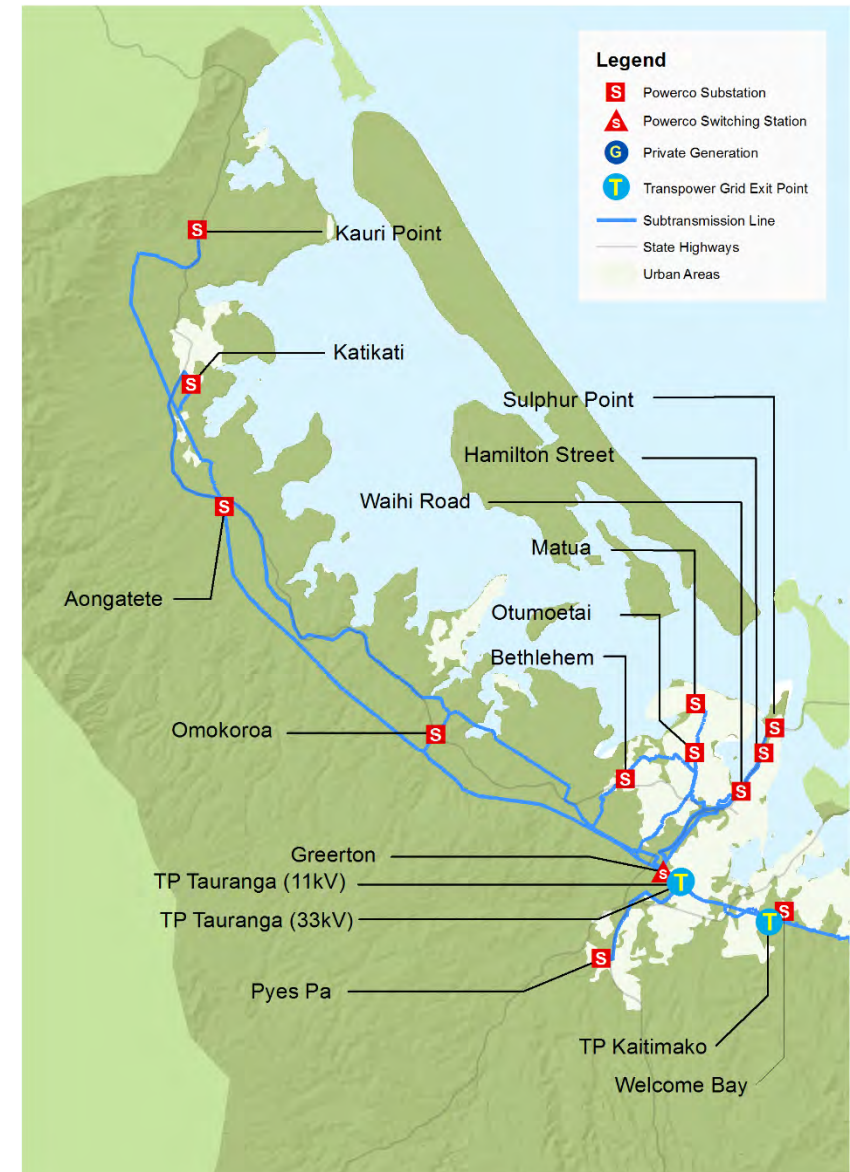 Legend
S Powerco Substation
S Powerco Switching Station
G Private Generation
T Transpower Grid Exit Point
Subtransmission Line
State Highways
Urban Areas
S
Kauri Point
Katikati
S
Sulphur Point
Hamilton Street
Waihi Road
S
Matua
Aongatete
Otumoetai
Bethlehem
S
Omokoroa
S
S
S
S
S
S
Greerton
S
TP Tauranga (11kV)
T
TP Tauranga (33kV)
S
T
S
Pyes Pa
TP Kaitimako
Welcome Bay